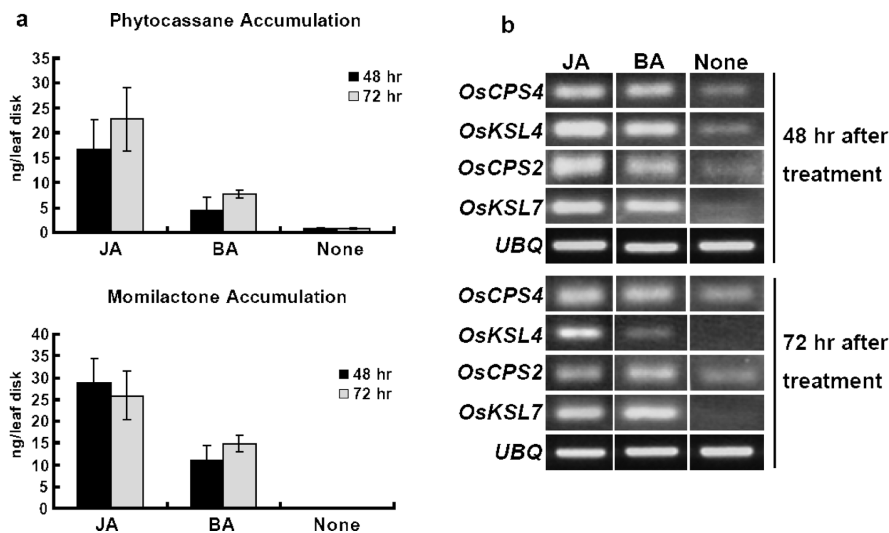 a
Phytocassane Accumulation
35
30
25
20
15
10
5
0
ng/leaf disk
48 hr
72 hr
JA BA None
Momilactone Accumulation
40
35
30
25
20
15
10
5
0
ng/leaf disk
48 hr
72 hr
JA BA None
b
JA BA None
OsCPS4
OsKSL4
OsCPS2
OsKSL7
UBQ
48 hr after
treatment
OsCPS4
OsKSL4
OsCPS2
OsKSL7
UBQ
72 hr after
treatment